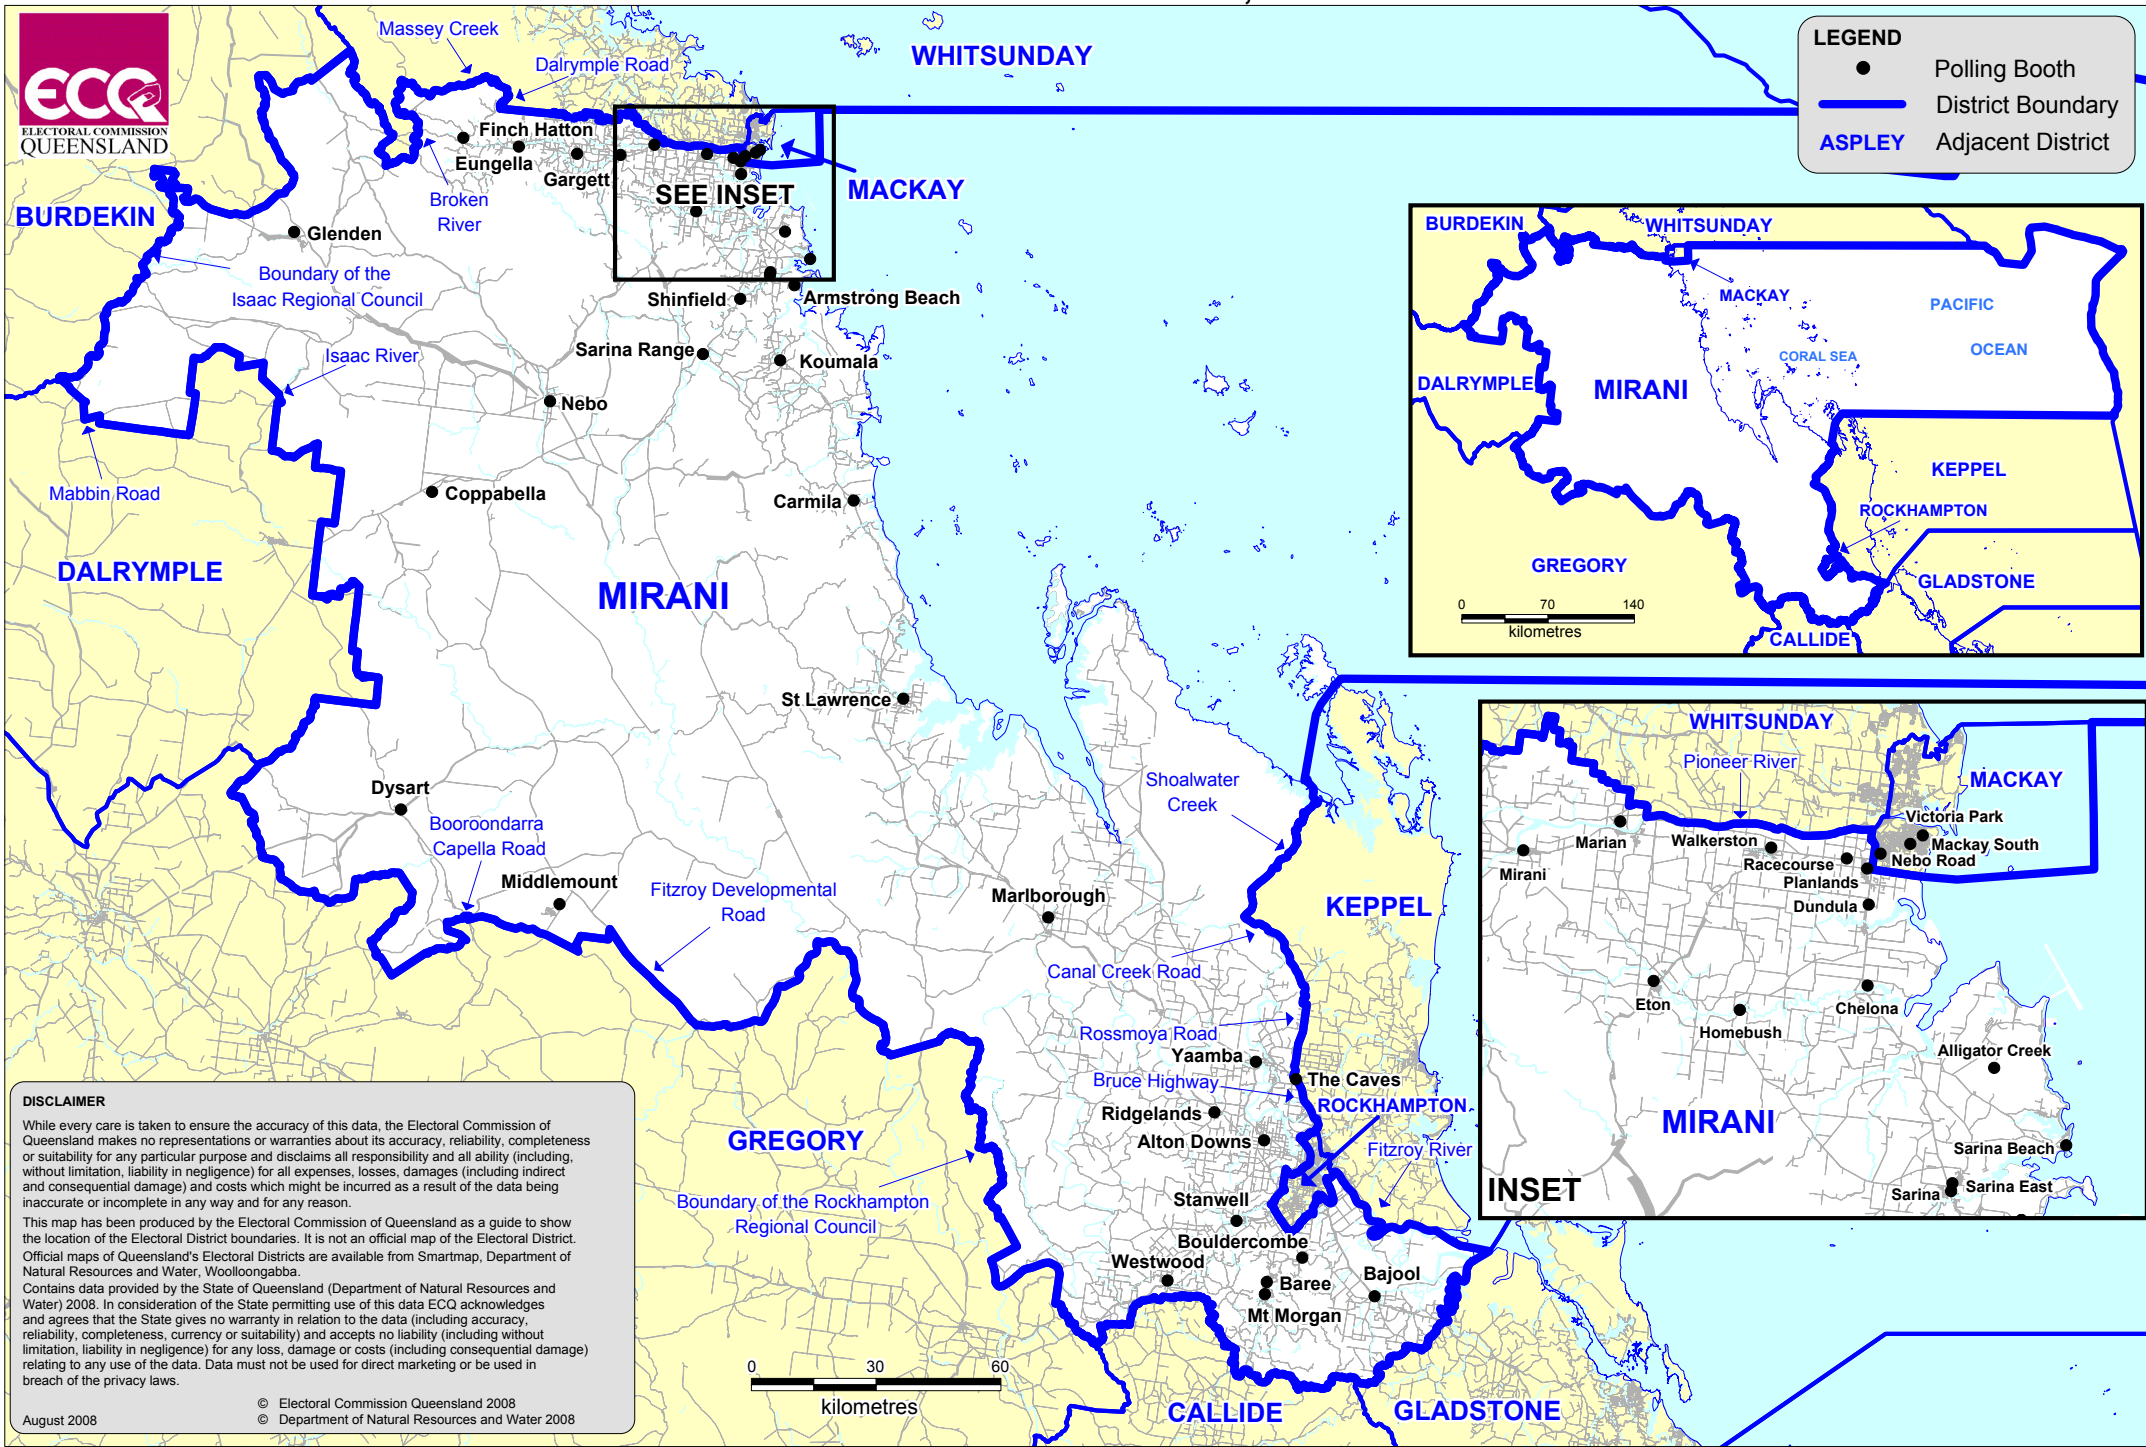 ECQ
ELECTORAL COMMISSION
QUEENSLAND
Massey Creek
Dalrymple Road
WHITSUNDAY
LEGEND
Polling Booth
District Boundary
ASPLEY Adjacent District
Finch Hatton
Eungella
Gargett
SEE INSET
MACKAY
Broken
River
BURDEKIN
Glenden
Boundary of the
Isaac Regional Council
Shinfield
Armstrong Beach
Isaac River
Sarina Range
Koumala
Nebo
Mabbin Road
Coppabella
Carmila
DALRYMPLE
MIRANI
St Lawrence
Shoalwater
Creek
Dysart
Booroondarra
Capella Road
Middlemount
Fitzroy Developmental
Road
Marlborough
KEPPEL
Canal Creek Road
Rossmoya Road
Yaamba
Bruce Highway
The Caves
ROCKHAMPTON
Ridgelands
Alton Downs
Fitzroy River
GREGORY
Boundary of the Rockhampton
Regional Council
Stanwell
Bouldercombe
Westwood
Baree
Bajool
Mt Morgan
CALLIDE
GLADSTONE
0 30 60
kilometres
BURDEKIN
WHITSUNDAY
MACKAY
PACIFIC
OCEAN
CORAL SEA
DALRYMPLE
MIRANI
KEPPEL
ROCKHAMPTON
GREGORY
GLADSTONE
0 70 140
kilometres
CALLIDE
WHITSUNDAY
Pioneer River
MACKAY
Victoria Park
Marian
Walkerston
Mackay South
Racecourse
Nebo Road
Mirani
Planlands
Dundula
Eton
Homebush
Chelona
Alligator Creek
MIRANI
Sarina Beach
INSET
Sarina
Sarina East
DISCLAIMER
While every care is taken to ensure the accuracy of this data, the Electoral Commission of
Queensland makes no representations or warranties about its accuracy, reliability, completeness
or suitability for any particular purpose and disclaims all responsibility and all ability (including,
without limitation, liability in negligence) for all expenses, losses, damages (including indirect
and consequential damage) and costs which might be incurred as a result of the data being
inaccurate or incomplete in any way and for any reason.
This map has been produced by the Electoral Commission of Queensland as a guide to show
the location of the Electoral District boundaries. It is not an official map of the Electoral District.
Official maps of Queensland's Electoral Districts are available from Smartmap, Department of
Natural Resources and Water, Woolloongabba.
Contains data provided by the State of Queensland (Department of Natural Resources and
Water) 2008. In consideration of the State permitting use of this data ECQ acknowledges
and agrees that the State gives no warranty in relation to the data (including accuracy,
reliability, completeness, currency or suitability) and accepts no liability (including without
limitation, liability in negligence) for any loss, damage or costs (including consequential damage)
relating to any use of the data. Data must not be used for direct marketing or be used in
breach of the privacy laws.
© Electoral Commission Queensland 2008
August 2008 © Department of Natural Resources and Water 2008